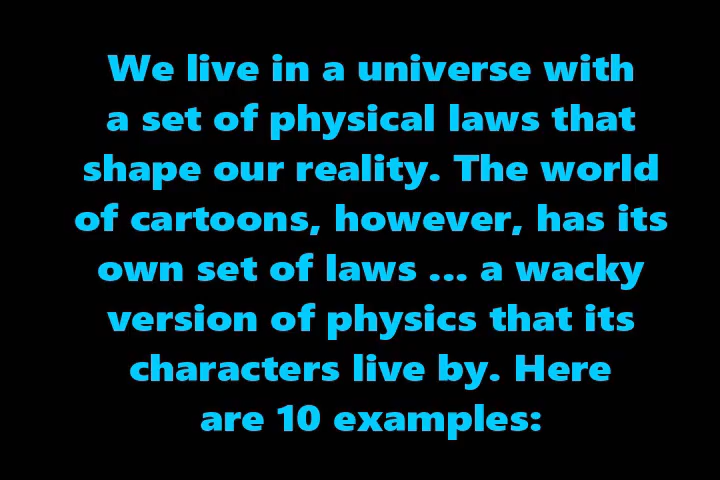 We live in a universe with
a set of physical laws that
shape our reality. The world
of cartoons, however, has its
own set of laws ... a wacky
version of physics that its
characters live by. Here
are 10 examples: